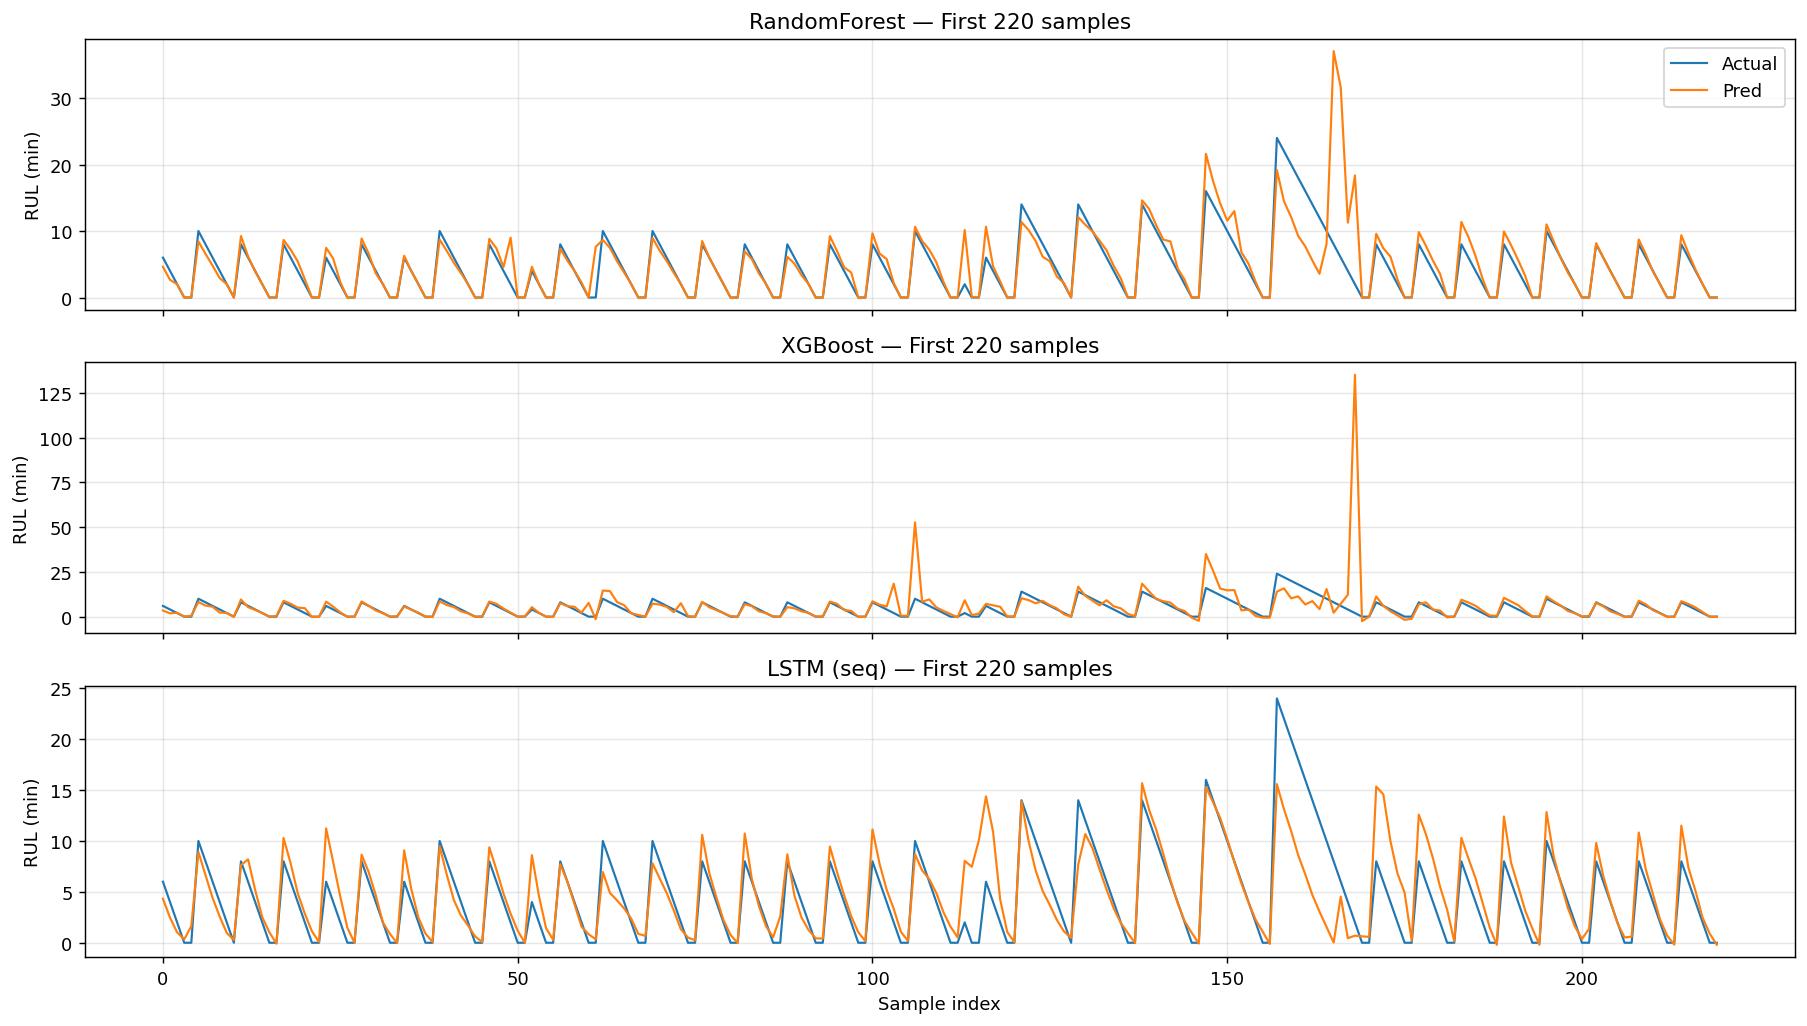 RandomForest — First 220 samples
Actual
Pred
RUL (min)
30
20
10
0
XGBoost — First 220 samples
RUL (min)
125
100
75
50
25
0
LSTM (seq) — First 220 samples
RUL (min)
25
20
15
10
5
0
0 50 100 150 200
Sample index